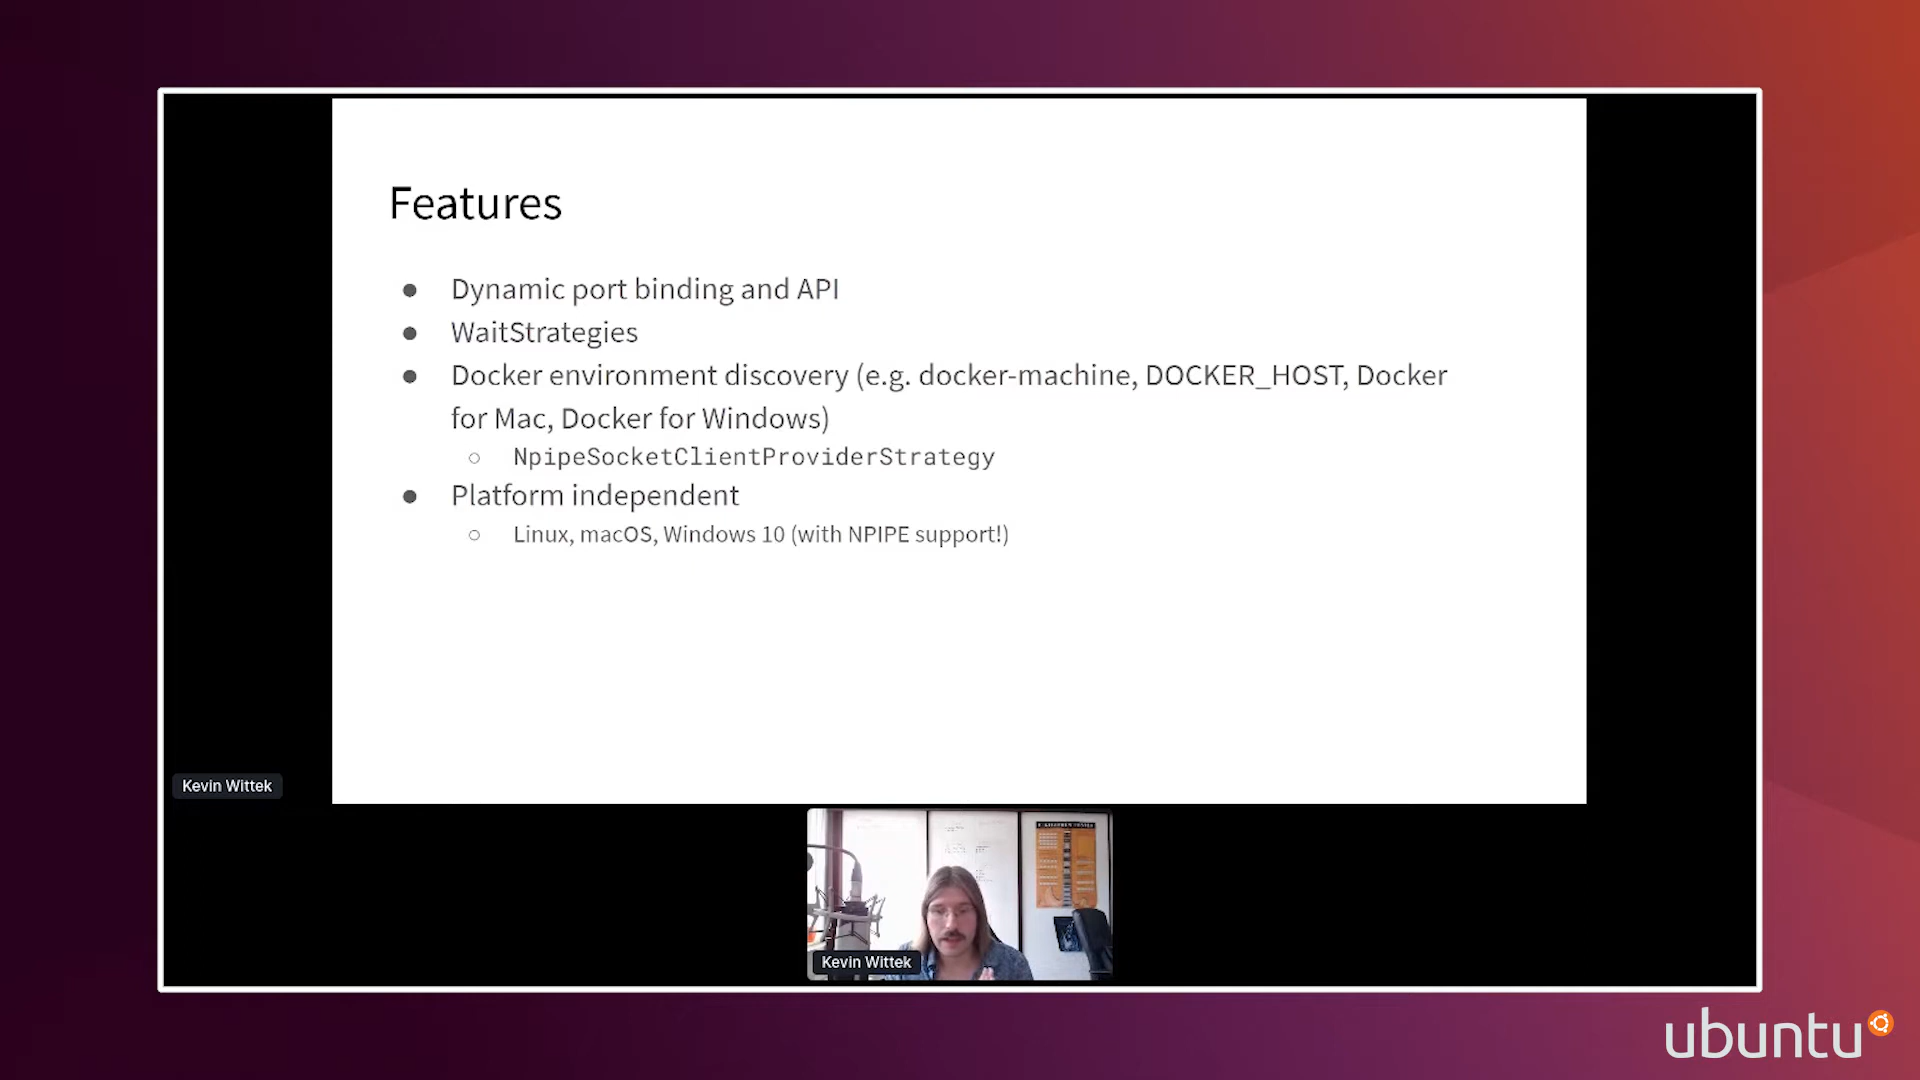 Features
● Dynamic port binding and API
● WaitStrategies
● Docker environment discovery (e.g. docker-machine, DOCKER_HOST, Docker
for Mac, Docker for Windows)
○ NpipeSocketClientProviderStrategy
● Platform independent
○ Linux, macOS, Windows 10 (with NPIPE support!)
Kevin Wittek
Kevin Wittek
ubuntu